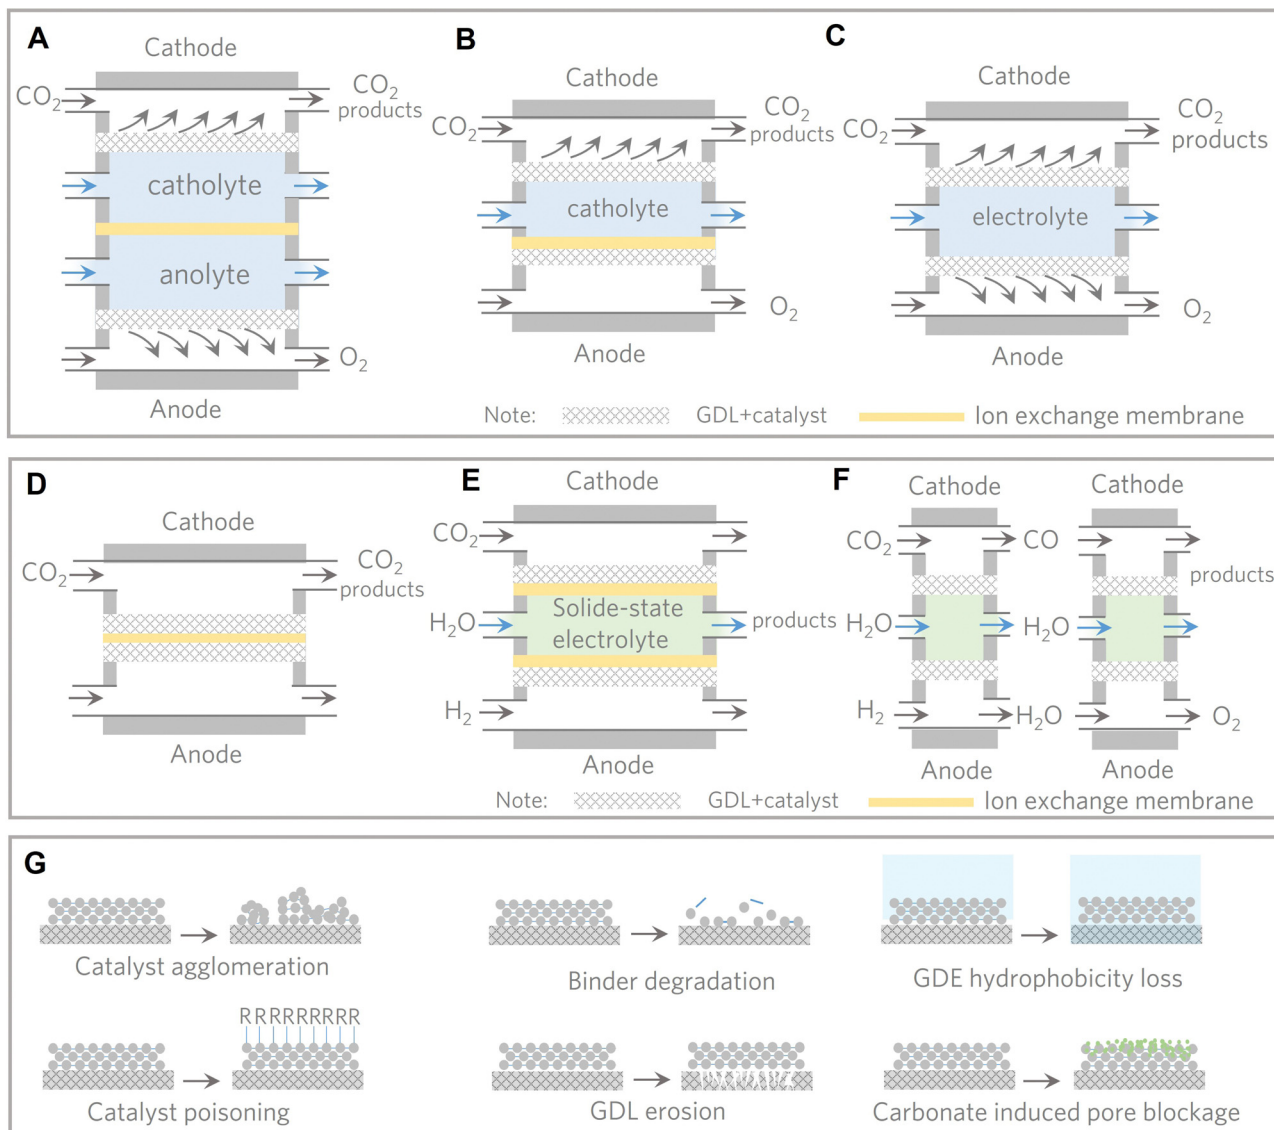 A
Cathode
CO2
CO2
products
catholyte
anolyte
O2
Anode
B
Cathode
CO2
CO2
products
catholyte
O2
Anode
C
Cathode
CO2
CO2
products
electrolyte
O2
Anode
Note: GDL+catalyst Ion exchange membrane
D
Cathode
CO2
CO2
products
Anode
E
Cathode
CO2
H2O
Solide-state
electrolyte
products
H2
Anode
F
Cathode
CO2
H2O
H2
Anode
Cathode
CO
products
H2O
H2O
O2
Anode
Note: GDL+catalyst Ion exchange membrane
G
Catalyst agglomeration
Binder degradation
GDE hydrophobicity loss
RRRRRRRRR
Catalyst poisoning
GDL erosion
Carbonate induced pore blockage